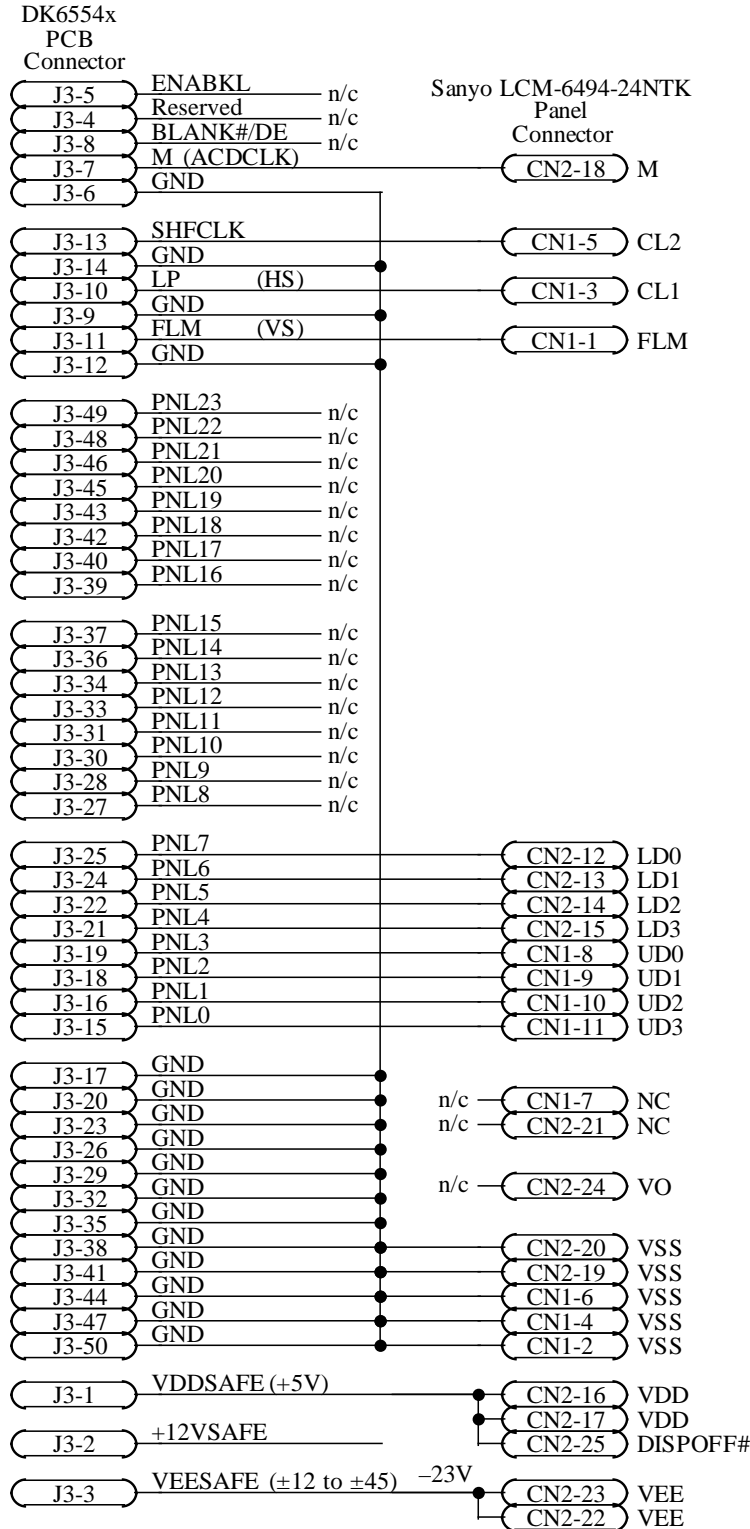 DK6554x
PCB
Connector
Sanyo LCM-6494-24NTK
Panel
Connector
J3-5 ENABKL n/c
J3-4 Reserved n/c
J3-8 BLANK#/DE n/c
J3-7 M (ACDCLK) CN2-18 M
J3-6 GND
J3-13 SHFCLK CN1-5 CL2
J3-14 GND
J3-10 LP (HS) CN1-3 CL1
J3-9 GND
J3-11 FLM (VS) CN1-1 FLM
J3-12 GND
J3-49 PNL23 n/c
J3-48 PNL22 n/c
J3-46 PNL21 n/c
J3-45 PNL20 n/c
J3-43 PNL19 n/c
J3-42 PNL18 n/c
J3-40 PNL17 n/c
J3-39 PNL16 n/c
J3-37 PNL15 n/c
J3-36 PNL14 n/c
J3-34 PNL13 n/c
J3-33 PNL12 n/c
J3-31 PNL11 n/c
J3-30 PNL10 n/c
J3-28 PNL9 n/c
J3-27 PNL8 n/c
J3-25 PNL7 CN2-12 LD0
J3-24 PNL6 CN2-13 LD1
J3-22 PNL5 CN2-14 LD2
J3-21 PNL4 CN2-15 LD3
J3-19 PNL3 CN1-8 UD0
J3-18 PNL2 CN1-9 UD1
J3-16 PNL1 CN1-10 UD2
J3-15 PNL0 CN1-11 UD3
J3-17 GND
J3-20 GND n/c CN1-7 NC
J3-23 GND n/c CN2-21 NC
J3-26 GND
J3-29 GND
J3-32 GND n/c CN2-24 VO
J3-35 GND
J3-38 GND CN2-20 VSS
J3-41 GND CN2-19 VSS
J3-44 GND CN1-6 VSS
J3-47 GND CN1-4 VSS
J3-50 GND CN1-2 VSS
J3-1 VDDSAFE (+5V) CN2-16 VDD
CN2-17 VDD
J3-2 +12VSAFE CN2-25 DISPOFF#
J3-3 VEESAFE (±12 to ±45) –23V CN2-23 VEE
CN2-22 VEE